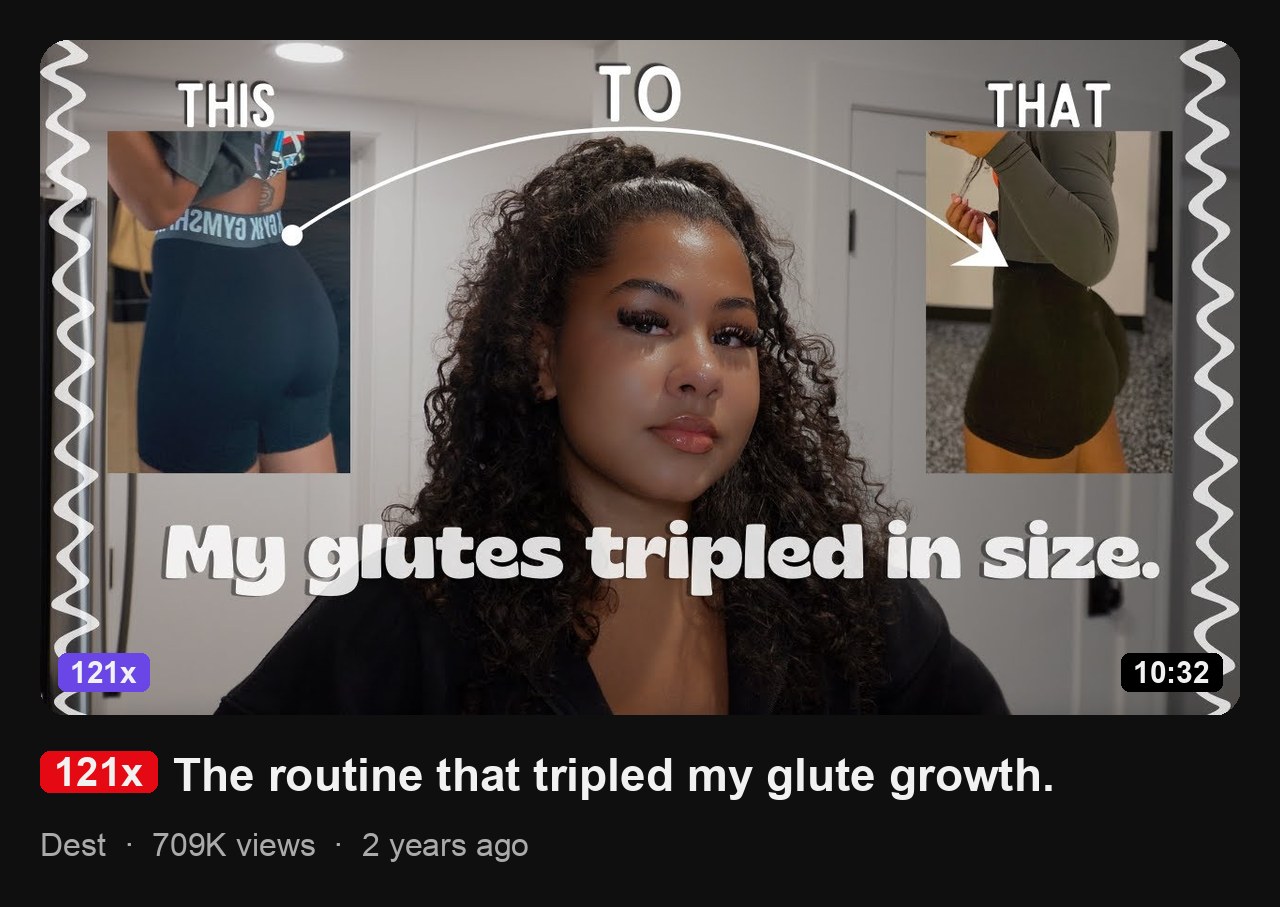 THIS
TO
THAT
GYMSH
My glutes tripled in size.
121x
10:32
121x The routine that tripled my glute growth.
Dest · 709K views · 2 years ago